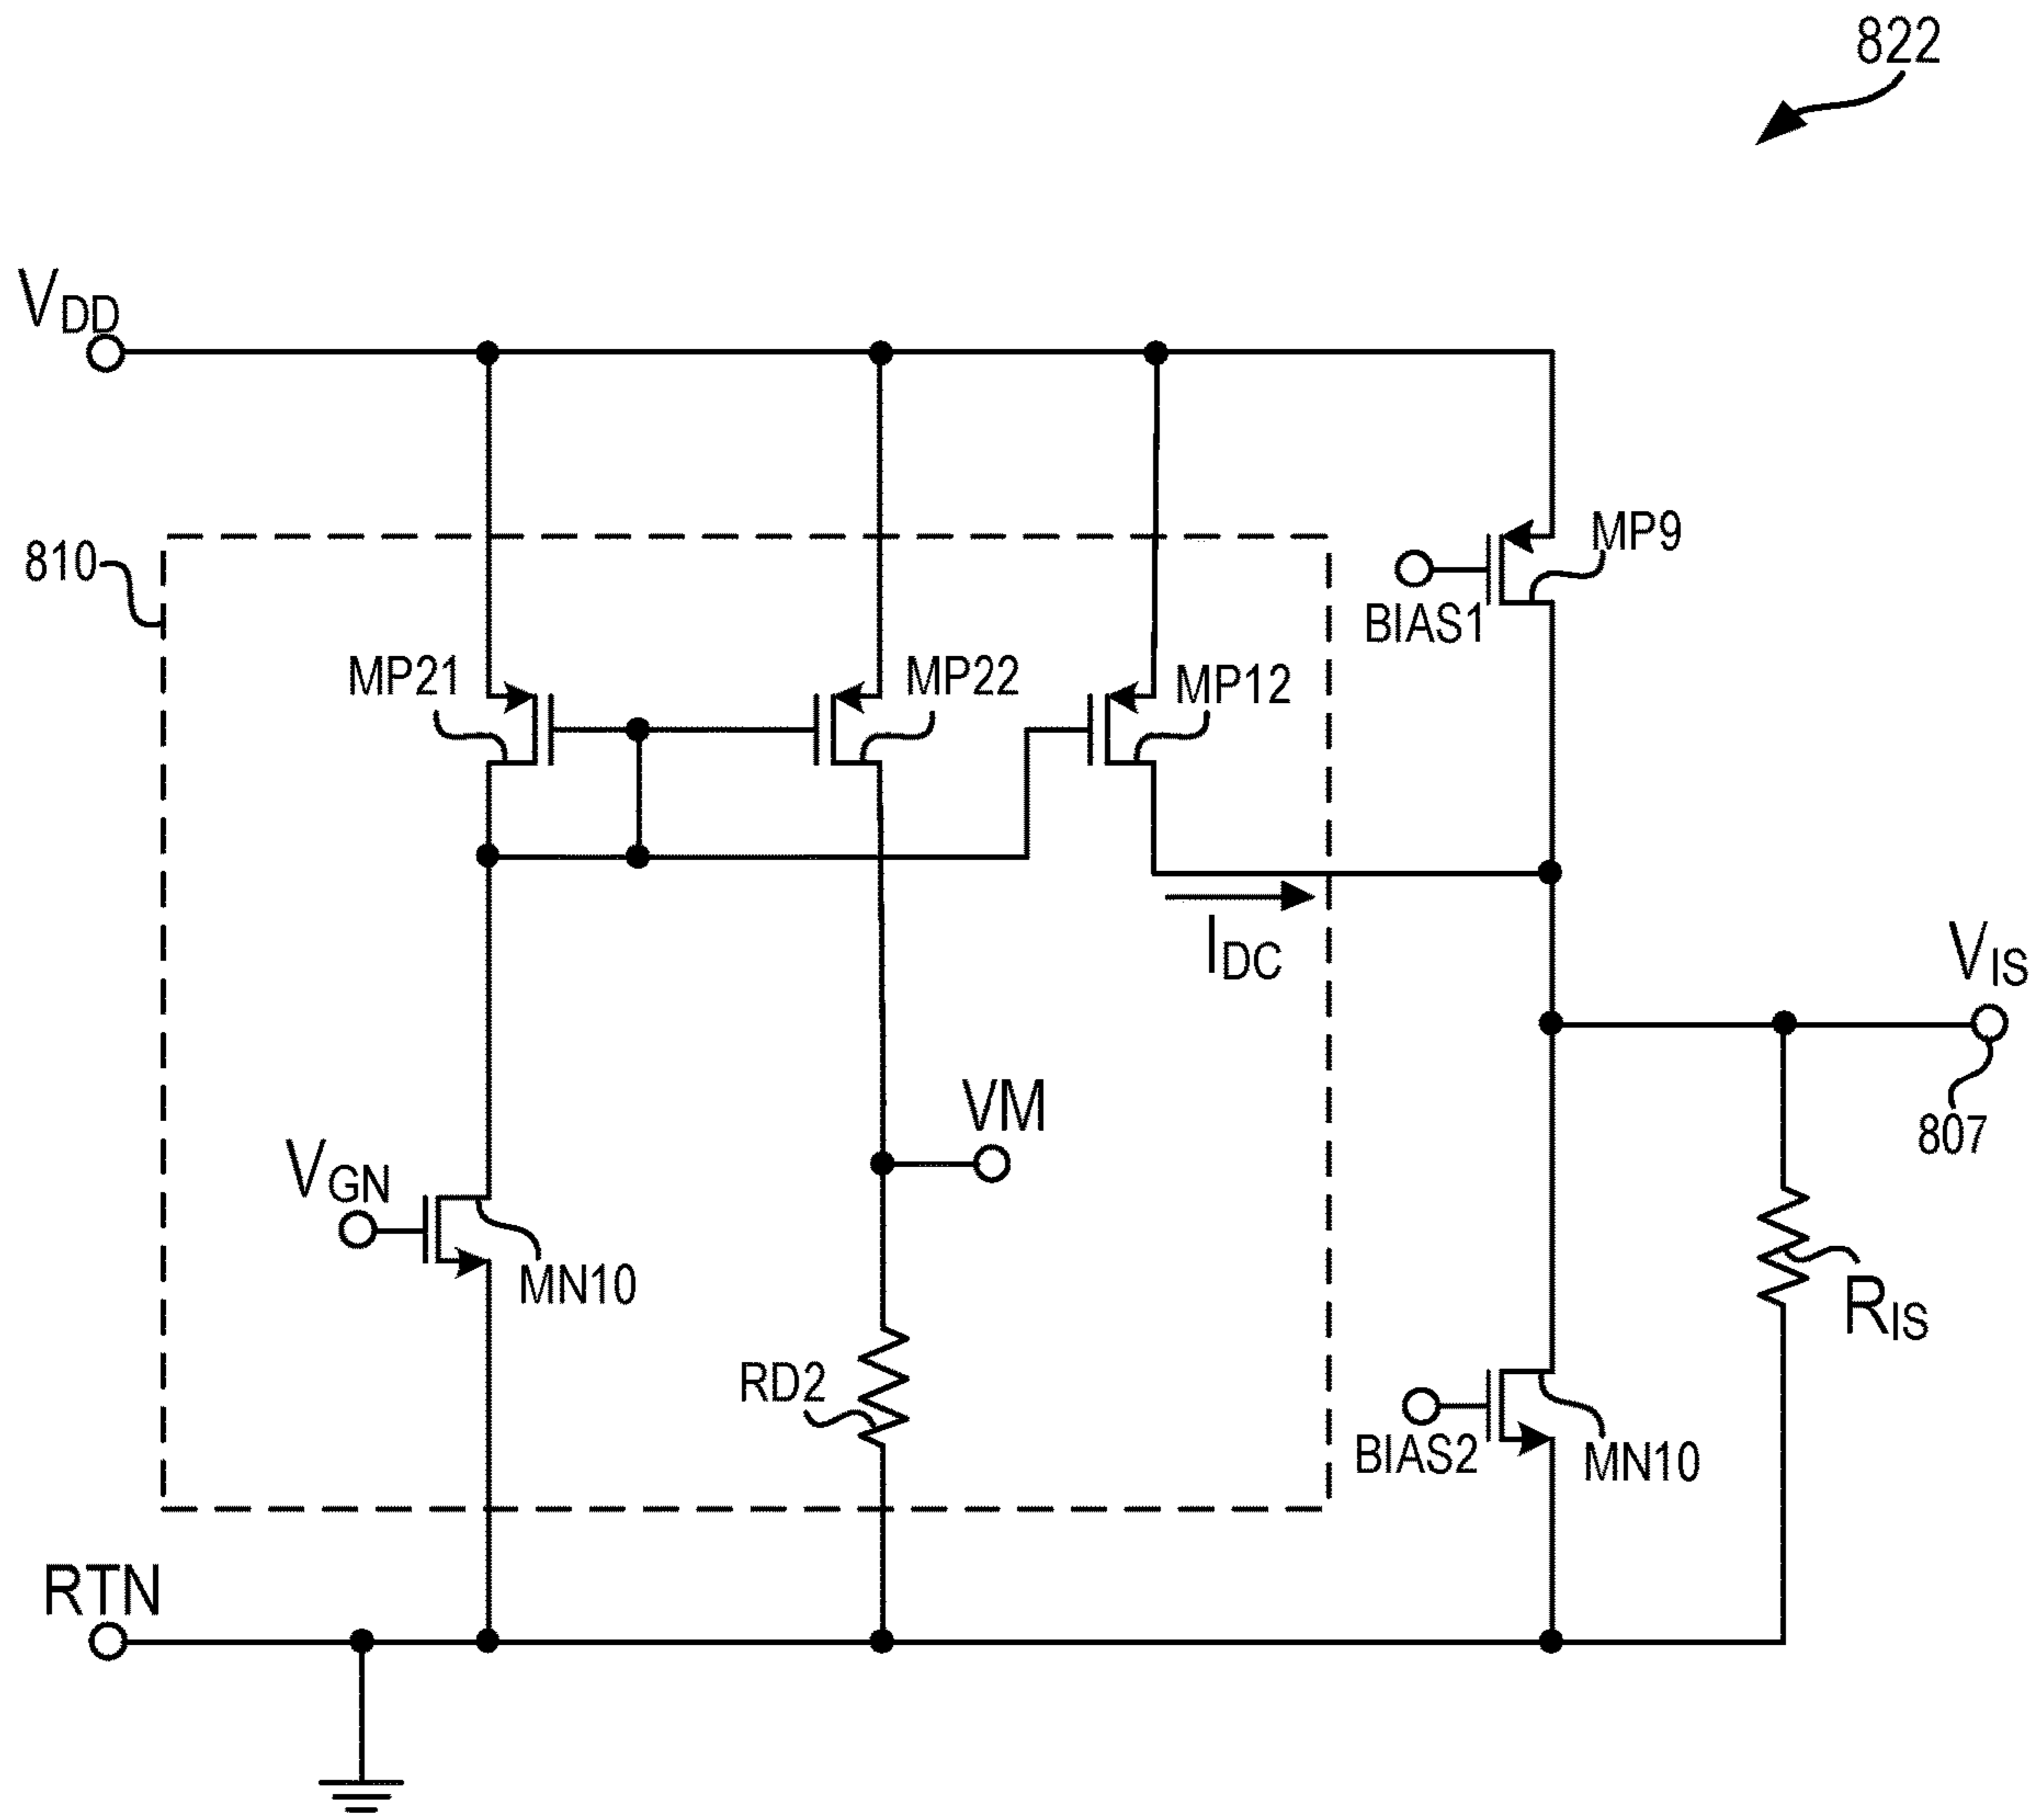 822
VDD
810
MP9
BIAS1
MP21
MP22
MP12
IDC
VIS
VM
807
VGN
MN10
RIS
RD2
BIAS2
MN10
RTN